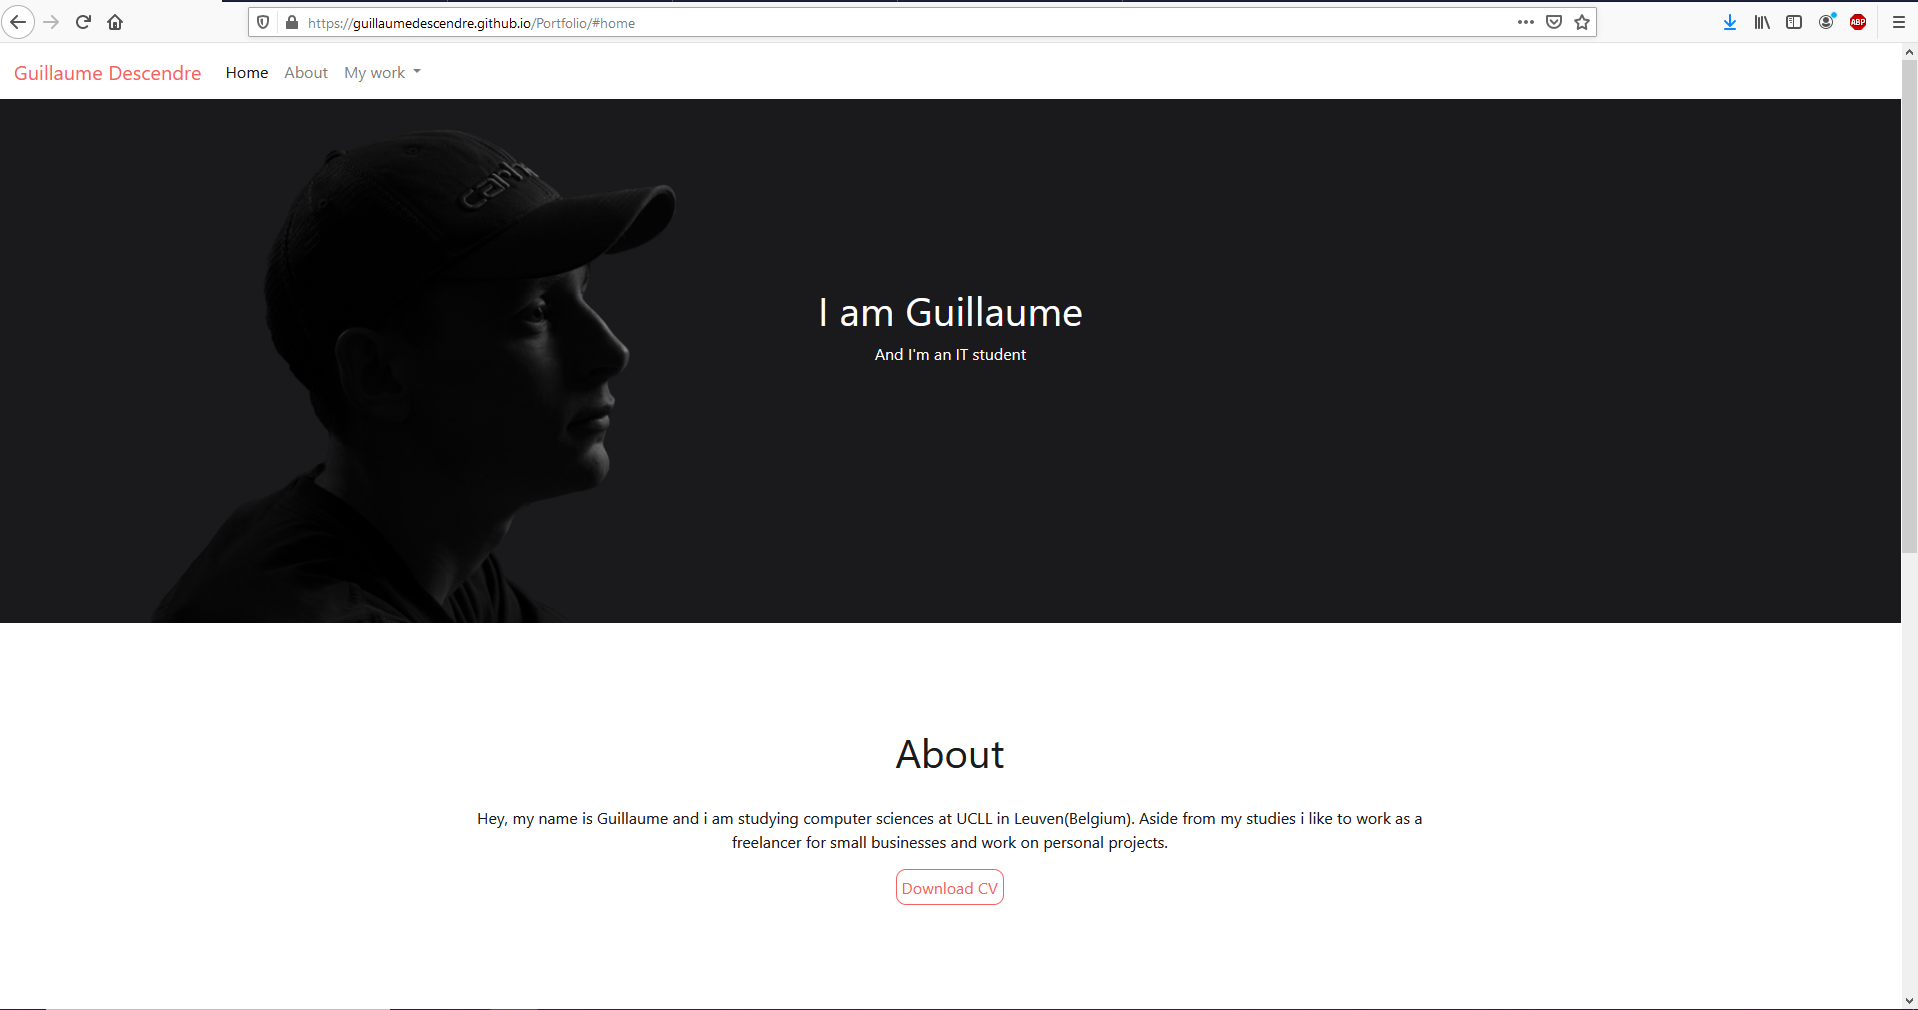 https://guillaumedescendre.github.io/Portfolio/#home
ABP
Guillaume Descendre Home About My work
carh
I am Guillaume
And I'm an IT student
About
Hey, my name is Guillaume and i am studying computer sciences at UCLL in Leuven(Belgium). Aside from my studies i like to work as a
freelancer for small businesses and work on personal projects.
Download CV